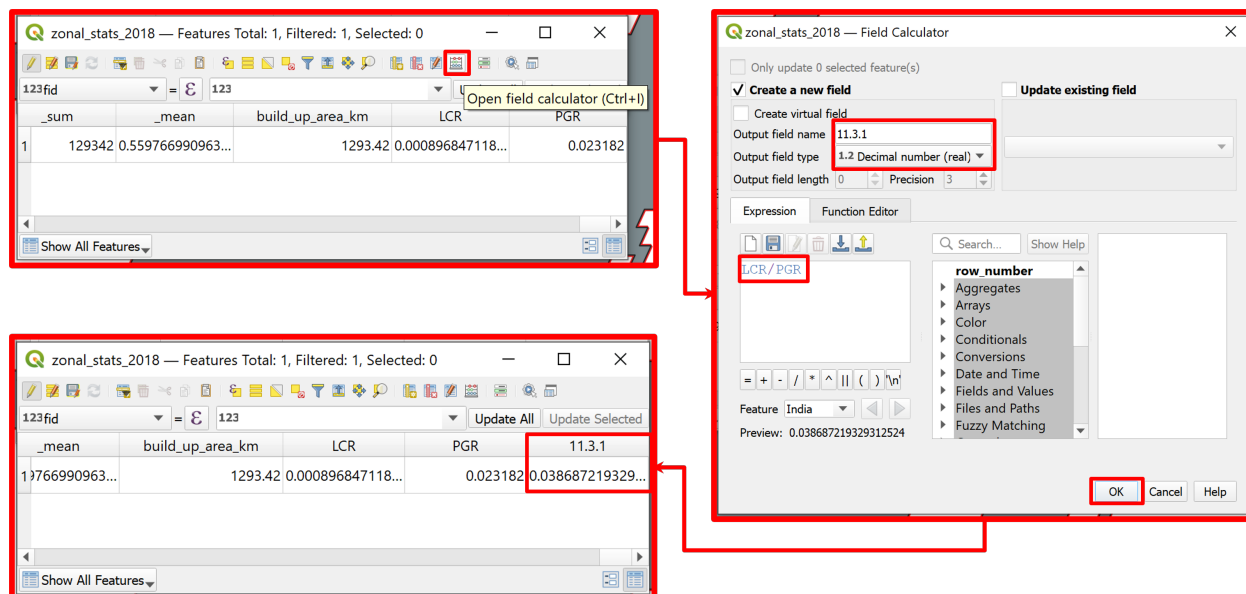 zonal_stats_2018 — Features Total: 1, Filtered: 1, Selected: 0
123 fid
= ε
123
Open field calculator (Ctrl+I)
_sum _mean build_up_area_km LCR PGR
1 129342 0.559766990963... 1293.42 0.000896847118... 0.023182
Show All Features
zonal_stats_2018 — Field Calculator
Only update 0 selected feature(s)
Create a new field
Update existing field
Create virtual field
Output field name 11.3.1
Output field type 1.2 Decimal number (real)
Output field length 0 Precision 3
Expression Function Editor
Search... Show Help
LCR/PGR
row_number
Aggregates
Arrays
Color
Conditionals
Conversions
Date and Time
Fields and Values
Files and Paths
Fuzzy Matching
= + - / * ^ || ( ) '\n'
Feature India
Preview: 0.038687219329312524
OK Cancel Help
zonal_stats_2018 — Features Total: 1, Filtered: 1, Selected: 0
123 fid
= ε
123
Update All Update Selected
_mean build_up_area_km LCR PGR 11.3.1
1 9766990963... 1293.42 0.000896847118... 0.023182 0.038687219329...
Show All Features